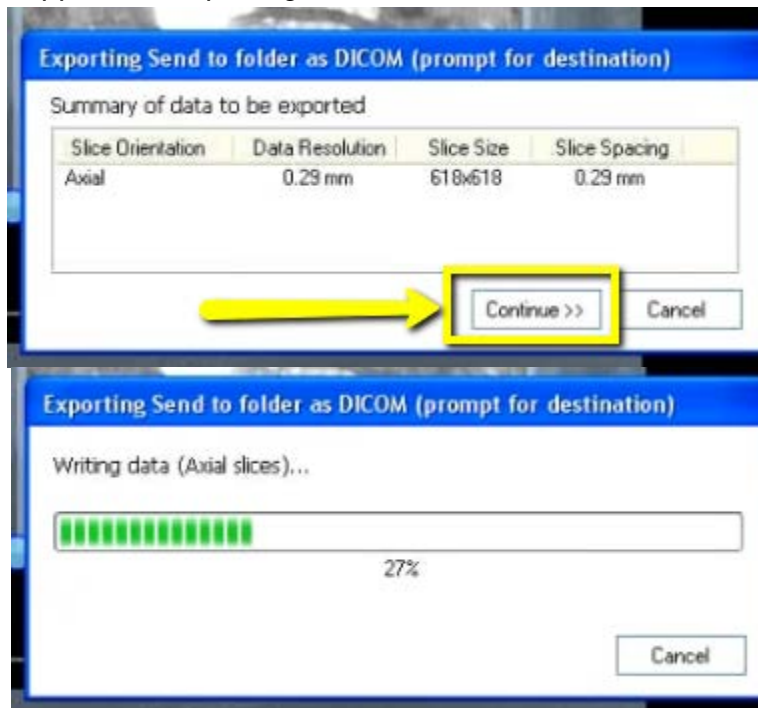 Exporting Send to folder as DICOM (prompt for destination)
Summary of data to be exported
Slice Orientation Data Resolution Slice Size Slice Spacing
Axial 0.29 mm 618x618 0.29 mm
Continue >> Cancel
Exporting Send to folder as DICOM (prompt for destination)
Writing data (Axial slices)...
27%
Cancel